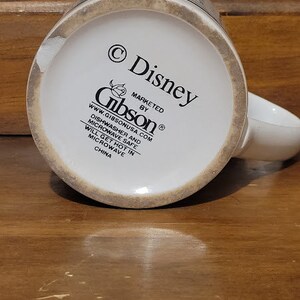 © Disney
MARKETED
BY
Gibson®
WWW.GIBSONUSA.COM
DISHWASHER AND
MICROWAVE SAFE.
WILL GET HOT IN
MICROWAVE
CHINA